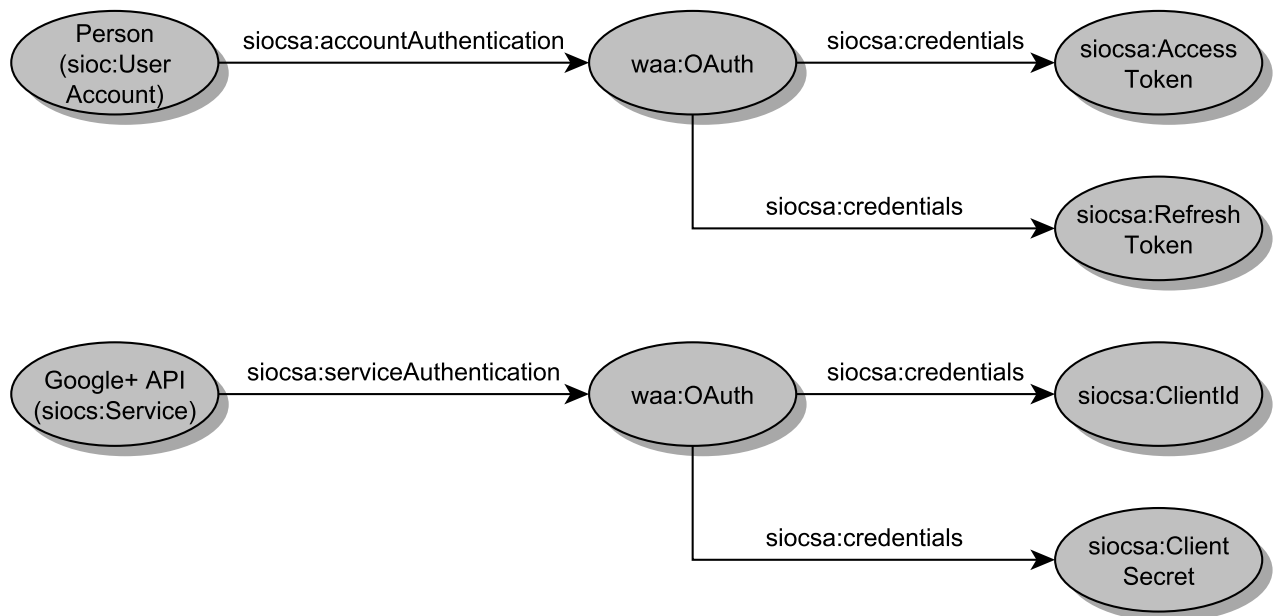 Person
(sioc:User
Account)
siocsa:accountAuthentication
waa:OAuth
siocsa:credentials
siocsa:Access
Token
siocsa:credentials
siocsa:Refresh
Token
Google+ API
(siocs:Service)
siocsa:serviceAuthentication
waa:OAuth
siocsa:credentials
siocsa:ClientId
siocsa:credentials
siocsa:Client
Secret